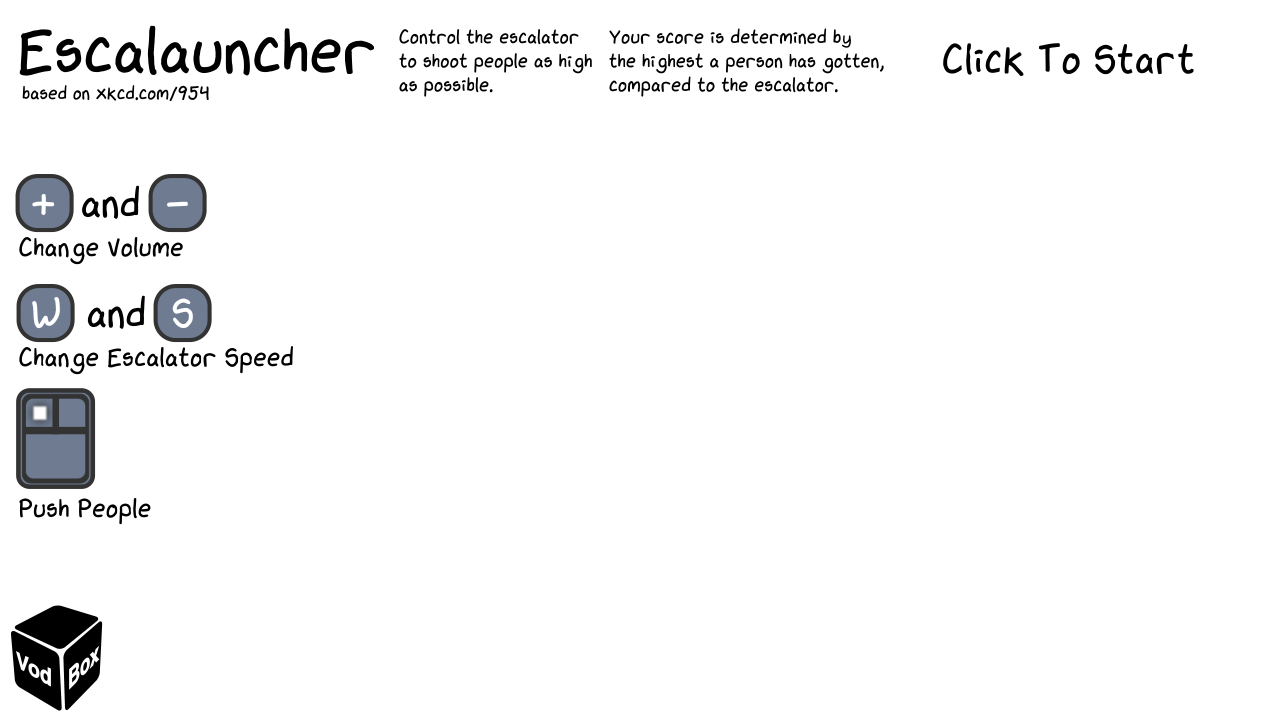 Escalauncher
based on xkcd.com/954
Control the escalator
to shoot people as high
as possible.
Your score is determined by
the highest a person has gotten,
compared to the escalator.
Click To Start
+ and -
Change Volume
W and S
Change Escalator Speed
Push People
Vod Box